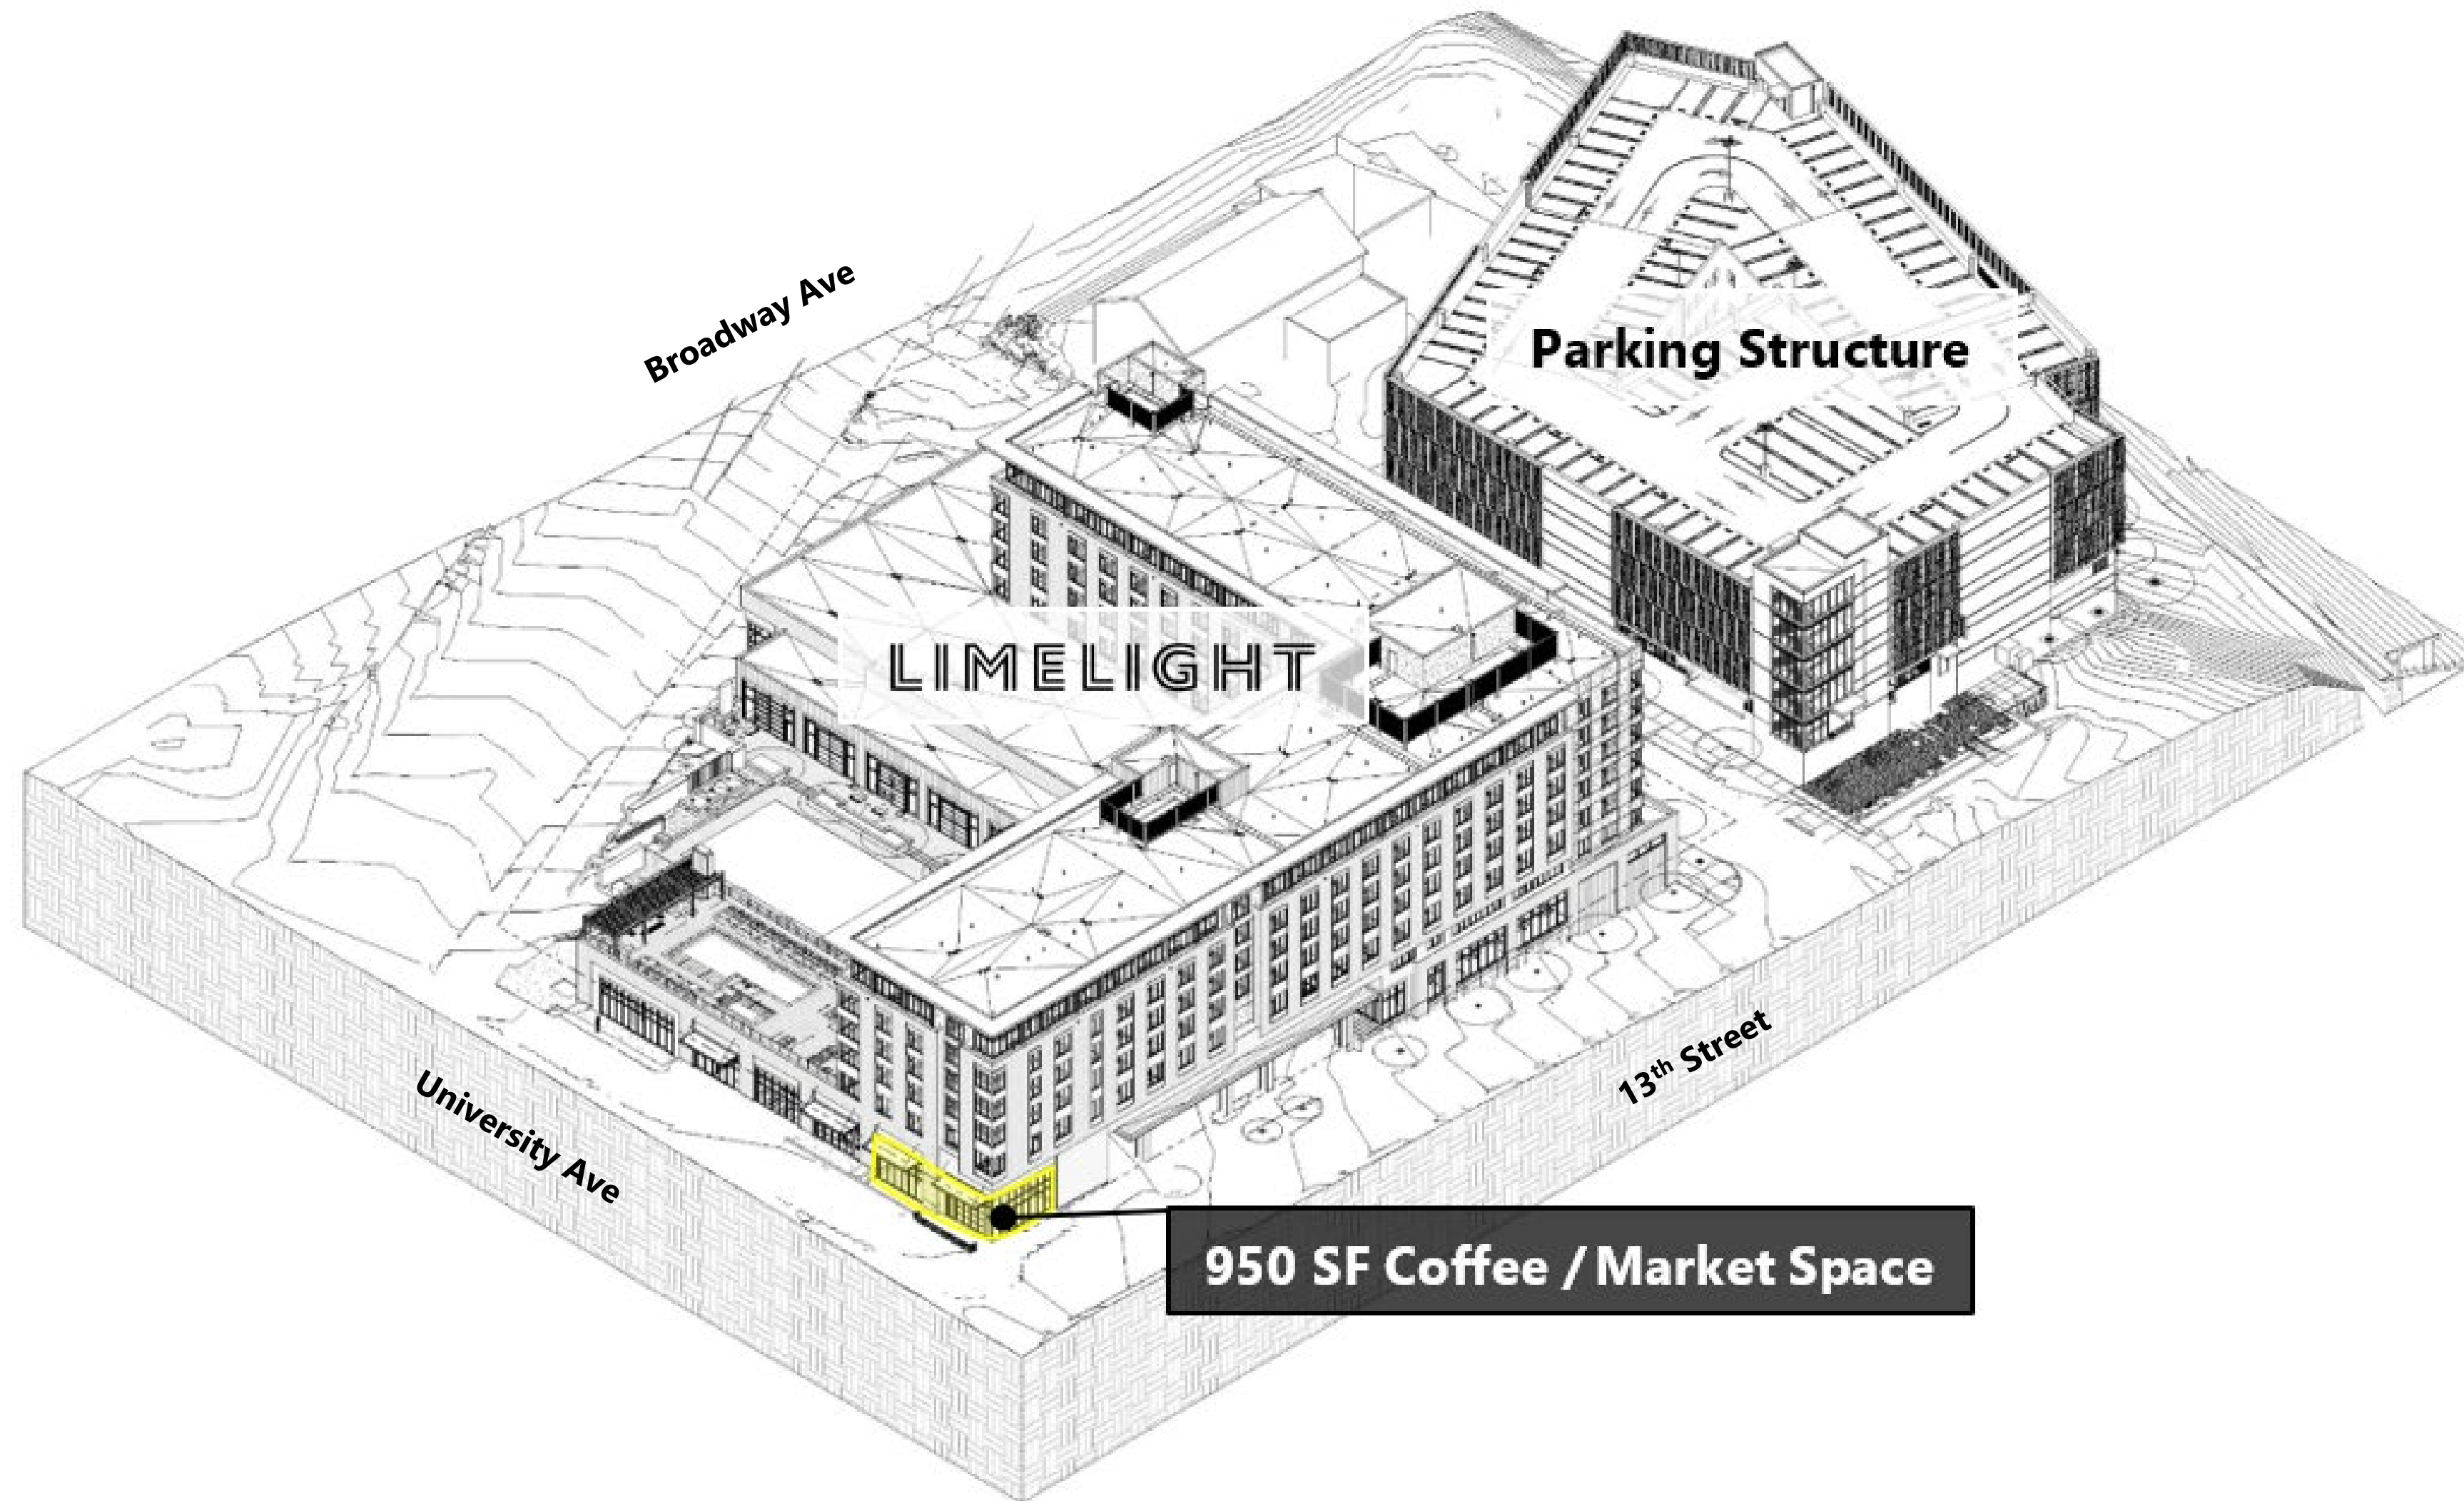 Broadway Ave
Parking Structure
LIMELIGHT
University Ave
13th Street
950 SF Coffee / Market Space